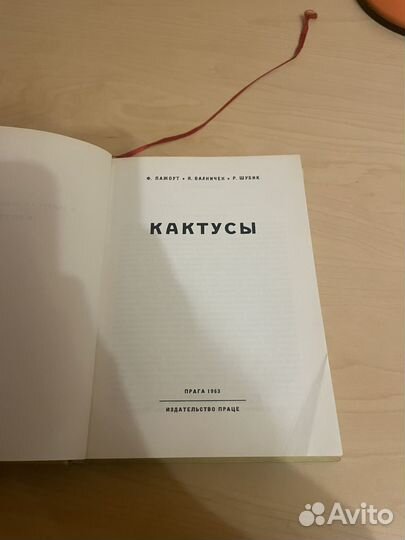 Ф. ПАЖОУТ • Я. ВАЛНИЧЕК • Р. ШУБИК
КАКТУСЫ
ПРАГА 1963
ИЗДАТЕЛЬСТВО ПРАЦЕ
Avito